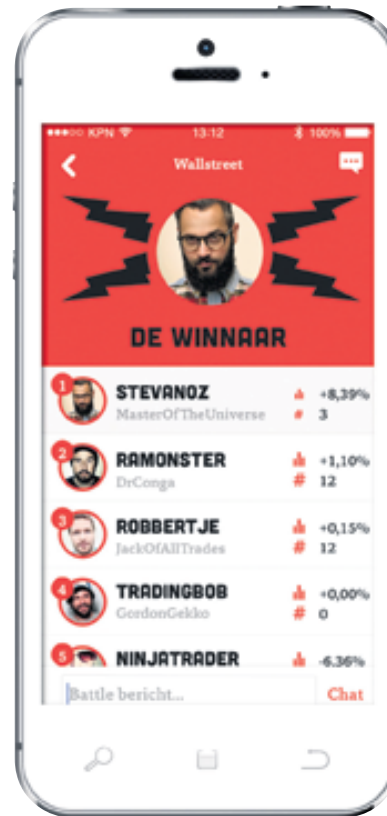 KPN 13:12 100%
Wallstreet
DE WINNAAR
1 STEVANOZ +8,39%
MasterOfTheUniverse # 3
2 RAMONSTER +1,10%
DrConga # 12
3 ROBBERTJE +0,15%
JackOfAllTrades # 12
4 TRADINGBOB +0,00%
GordonGekko # 0
5 NINJATRADER -6.36%
Battle bericht... Chat